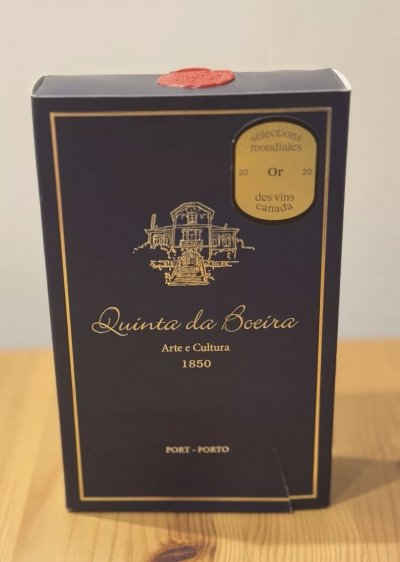 sélections
mondiales
20 Or 20
des vins
canada
Quinta da Boeira
Arte e Cultura
1850
PORT - PORTO